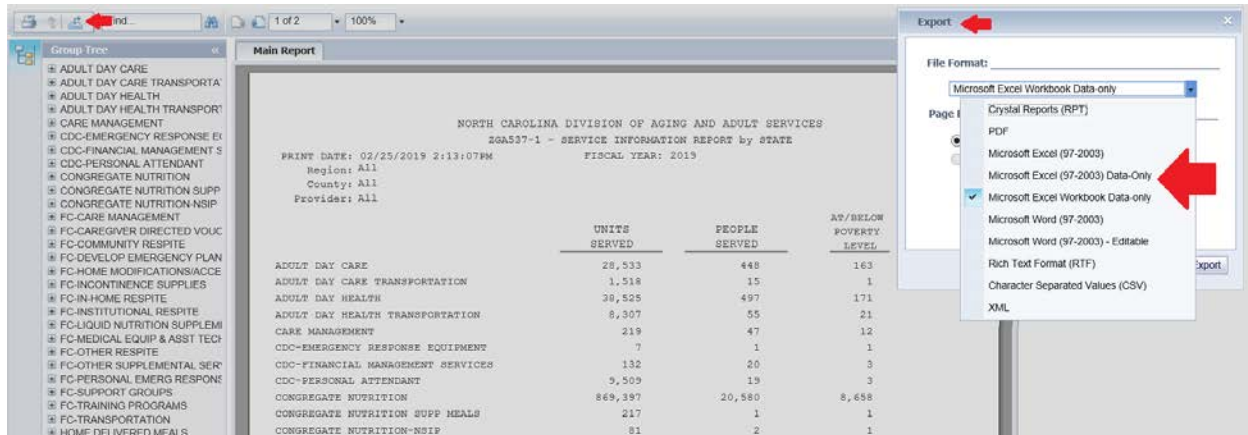 ind...
1 of 2
100%
Group Tree
ADULT DAY CARE
ADULT DAY CARE TRANSPORTA
ADULT DAY HEALTH
ADULT DAY HEALTH TRANSPORT
CARE MANAGEMENT
CDC-EMERGENCY RESPONSE E
CDC-FINANCIAL MANAGEMENT S
CDC-PERSONAL ATTENDANT
CONGREGATE NUTRITION
CONGREGATE NUTRITION SUPP
CONGREGATE NUTRITION-NSIP
FC-CARE MANAGEMENT
FC-CAREGIVER DIRECTED VOUC
FC-COMMUNITY RESPITE
FC-DEVELOP EMERGENCY PLAN
FC-HOME MODIFICATIONS/ACCE
FC-INCONTINENCE SUPPLIES
FC-IN-HOME RESPITE
FC-INSTITUTIONAL RESPITE
FC-LIQUID NUTRITION SUPPLEMI
FC-MEDICAL EQUIP & ASST TECH
FC-OTHER RESPITE
FC-OTHER SUPPLEMENTAL SER
FC-PERSONAL EMERG RESPONS
FC-SUPPORT GROUPS
FC-TRAINING PROGRAMS
FC-TRANSPORTATION
HOME DELIVERED MEALS
Main Report
NORTH CAROLINA DIVISION OF AGING AND ADULT SERVICES
ZGA537-1 - SERVICE INFORMATION REPORT by STATE
PRINT DATE: 02/25/2019 2:13:07PM FISCAL YEAR: 2019
Region: All
County: All
Provider: All
UNITS SERVED PEOPLE SERVED AT/BELOW POVERTY LEVEL
ADULT DAY CARE 28,533 448 163
ADULT DAY CARE TRANSPORTATION 1,518 15 1
ADULT DAY HEALTH 38,525 497 171
ADULT DAY HEALTH TRANSPORTATION 8,307 55 21
CARE MANAGEMENT 219 47 12
CDC-EMERGENCY RESPONSE EQUIPMENT 7 1 1
CDC-FINANCIAL MANAGEMENT SERVICES 132 20 3
CDC-PERSONAL ATTENDANT 9,509 19 3
CONGREGATE NUTRITION 869,397 20,580 8,658
CONGREGATE NUTRITION SUPP MEALS 217 1 1
CONGREGATE NUTRITION-NSIP 81 2 1
Export
File Format:
Microsoft Excel Workbook Data-only
Page
Crystal Reports (RPT)
PDF
Microsoft Excel (97-2003)
Microsoft Excel (97-2003) Data-Only
Microsoft Excel Workbook Data-only
Microsoft Word (97-2003)
Microsoft Word (97-2003) - Editable
Rich Text Format (RTF)
Character Separated Values (CSV)
XML
Export